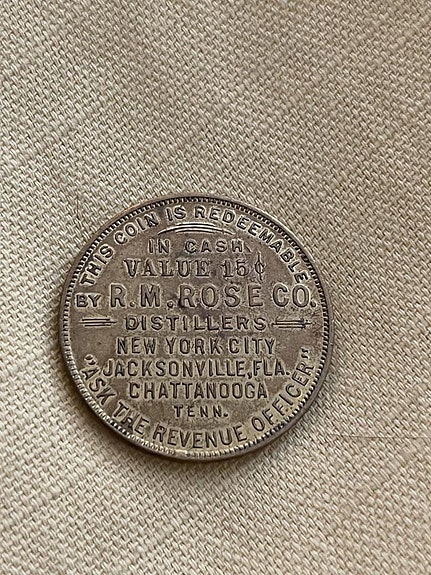 THIS COIN IS REDEEMABLE
IN CASH
VALUE 15¢
BY R.M. ROSE CO.
DISTILLERS
NEW YORK CITY
JACKSONVILLE, FLA.
CHATTANOOGA
TENN.
"ASK THE REVENUE OFFICER"